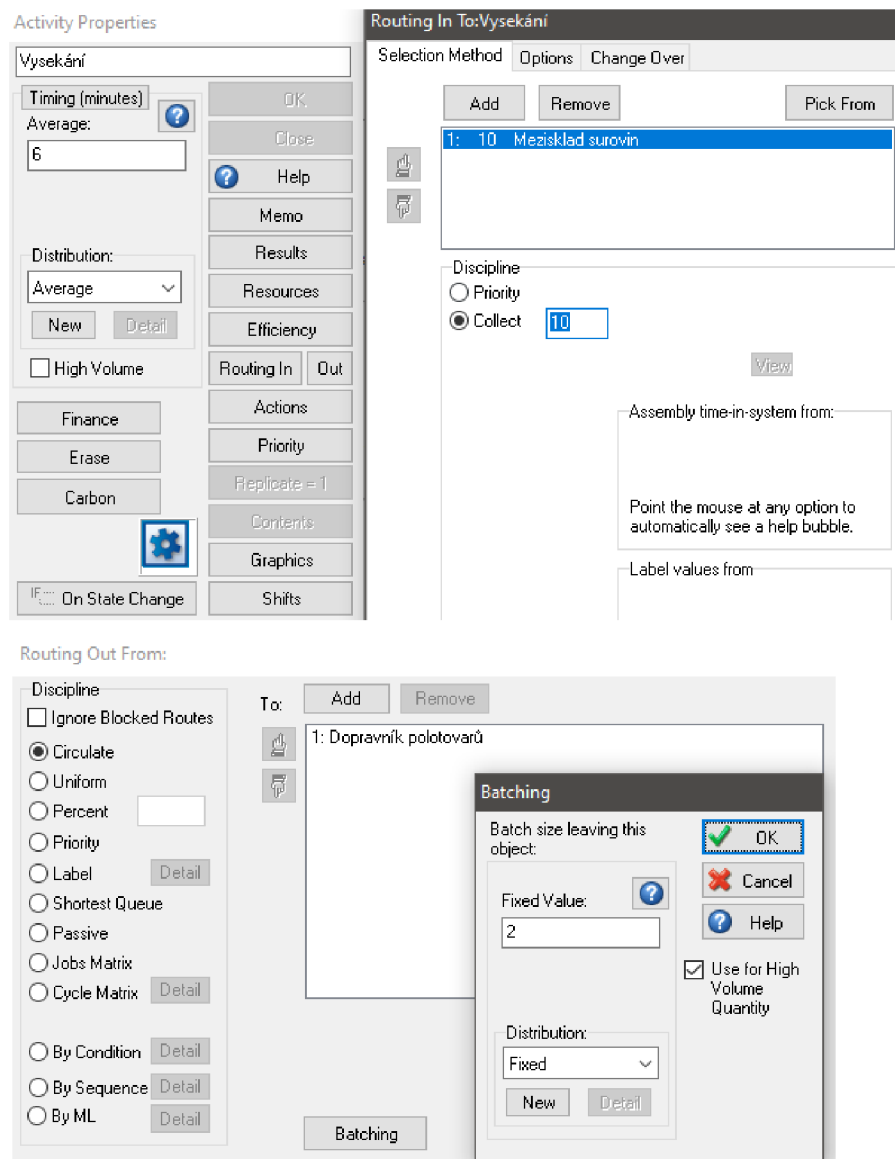 Activity Properties
Vysekání
Timing (minutes)
Average:
6
Distribution:
Average
New
Detail
High Volume
Finance
Erase
Carbon
IF
On State Change
OK
Close
Help
Memo
Results
Resources
Efficiency
Routing In
Out
Actions
Priority
Replicate = 1
Contents
Graphics
Shifts
Routing In To:Vysekání
Selection Method
Options
Change Over
Add
Remove
Pick From
1: 10 Mezisklad surovin
Discipline
Priority
Collect
10
View
Assembly time-in-system from:
Point the mouse at any option to
automatically see a help bubble.
Label values from
Routing Out From:
Discipline
Ignore Blocked Routes
Circulate
Uniform
Percent
Priority
Label
Detail
Shortest Queue
Passive
Jobs Matrix
Cycle Matrix
Detail
By Condition
Detail
By Sequence
Detail
By ML
Detail
To:
Add
Remove
1: Dopravník polotovarů
Batching
Batching
Batch size leaving this
object:
Fixed Value:
2
Distribution:
Fixed
New
Detail
OK
Cancel
Help
Use for High
Volume
Quantity